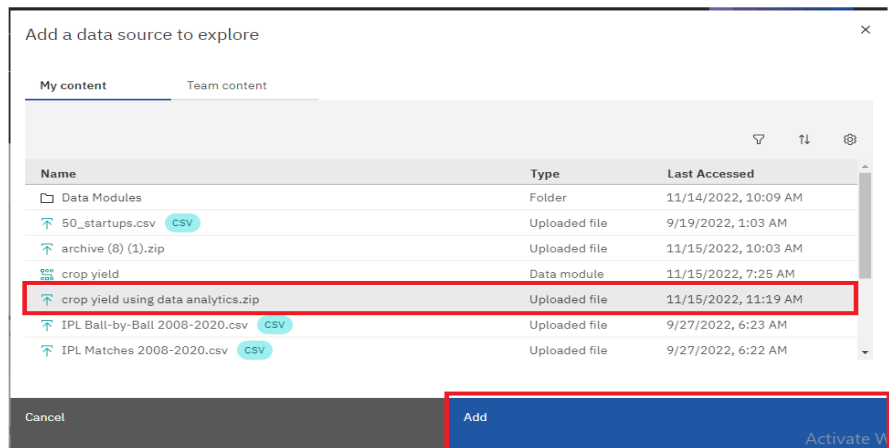 Add a data source to explore
My content Team content
Name Type Last Accessed
Data Modules Folder 11/14/2022, 10:09 AM
50_startups.csv CSV Uploaded file 9/19/2022, 1:03 AM
archive (8) (1).zip Uploaded file 11/15/2022, 10:03 AM
crop yield Data module 11/15/2022, 7:25 AM
crop yield using data analytics.zip Uploaded file 11/15/2022, 11:19 AM
IPL Ball-by-Ball 2008-2020.csv CSV Uploaded file 9/27/2022, 6:23 AM
IPL Matches 2008-2020.csv CSV Uploaded file 9/27/2022, 6:22 AM
Cancel Add
Activate W